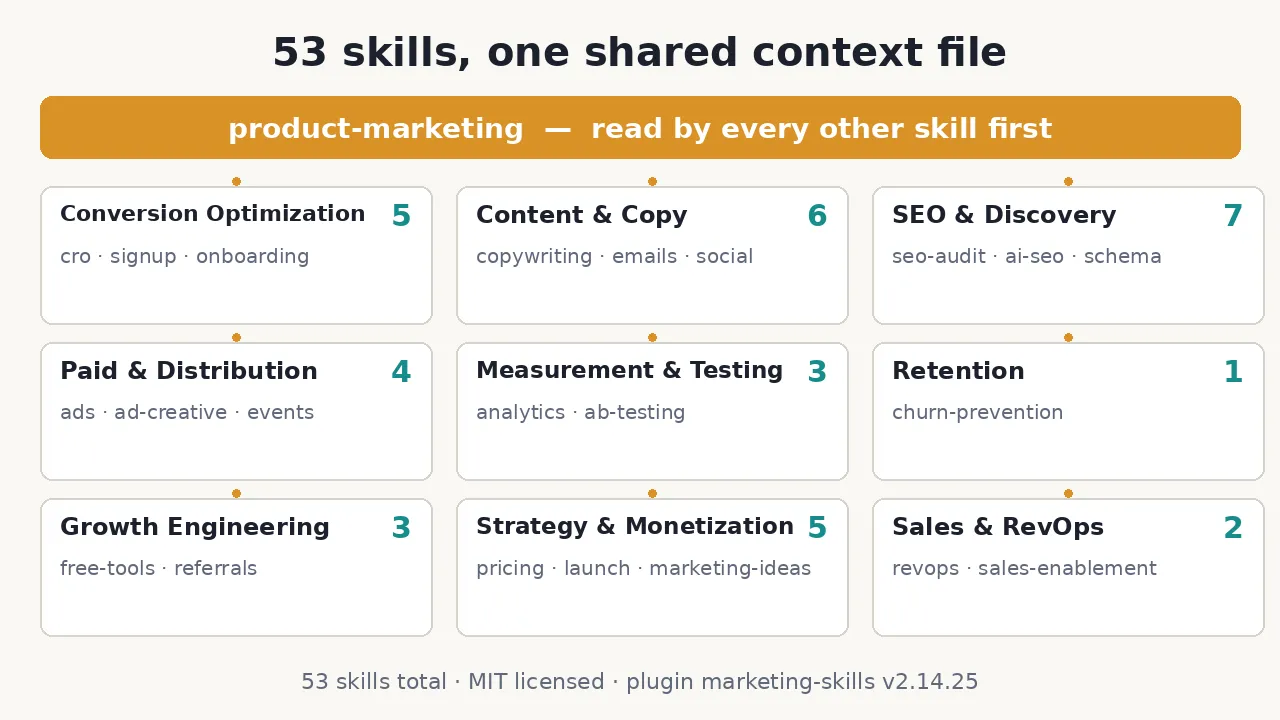 53 skills, one shared context file
product-marketing — read by every other skill first
Conversion Optimization 5
cro · signup · onboarding
Content & Copy 6
copywriting · emails · social
SEO & Discovery 7
seo-audit · ai-seo · schema
Paid & Distribution 4
ads · ad-creative · events
Measurement & Testing 3
analytics · ab-testing
Retention 1
churn-prevention
Growth Engineering 3
free-tools · referrals
Strategy & Monetization 5
pricing · launch · marketing-ideas
Sales & RevOps 2
revops · sales-enablement
53 skills total · MIT licensed · plugin marketing-skills v2.14.25